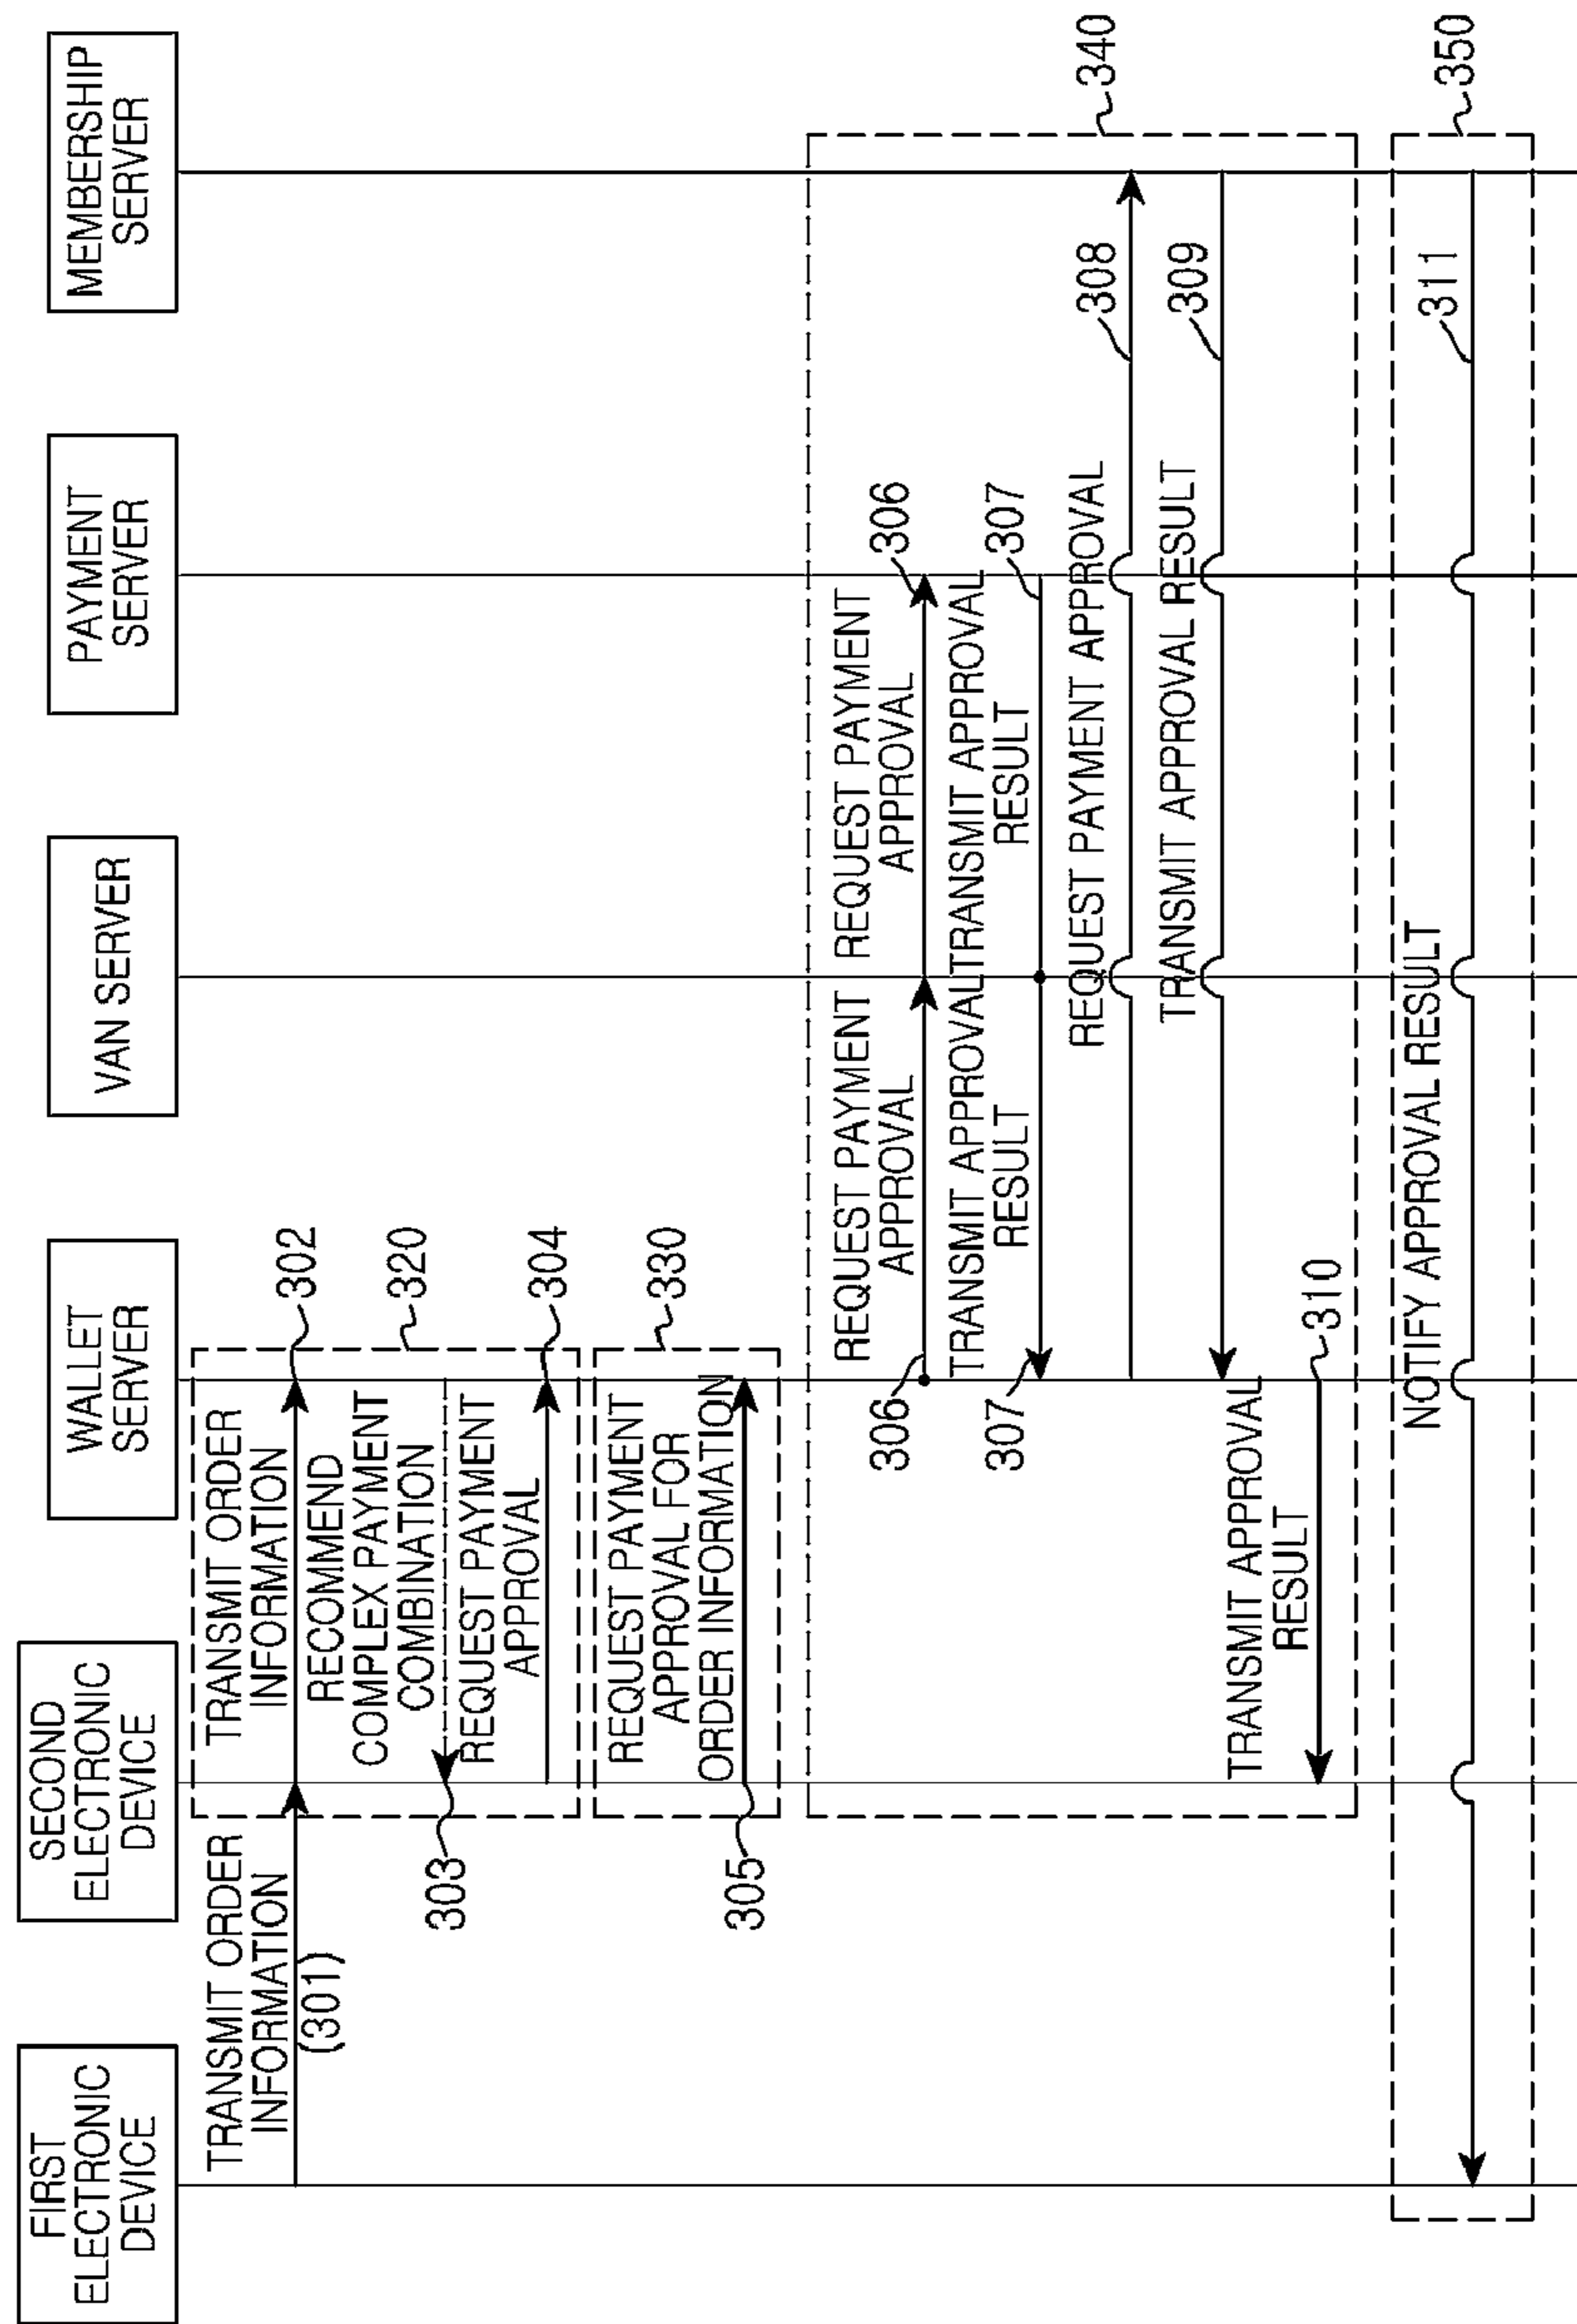 FIRST
ELECTRONIC
DEVICE
SECOND
ELECTRONIC
DEVICE
WALLET
SERVER
VAN SERVER
PAYMENT
SERVER
MEMBERSHIP
SERVER
TRANSMIT ORDER
INFORMATION
(301)
TRANSMIT ORDER
INFORMATION
302
RECOMMEND
COMPLEX PAYMENT
COMBINATION
303
320
REQUEST PAYMENT
APPROVAL
304
REQUEST PAYMENT
APPROVAL FOR
ORDER INFORMATION
305
330
REQUEST PAYMENT
APPROVAL
306
REQUEST PAYMENT
APPROVAL
306
TRANSMIT APPROVAL
RESULT
307
TRANSMIT APPROVAL
RESULT
307
REQUEST PAYMENT APPROVAL
308
340
TRANSMIT APPROVAL RESULT
309
TRANSMIT APPROVAL
RESULT
310
NOTIFY APPROVAL RESULT
311
350